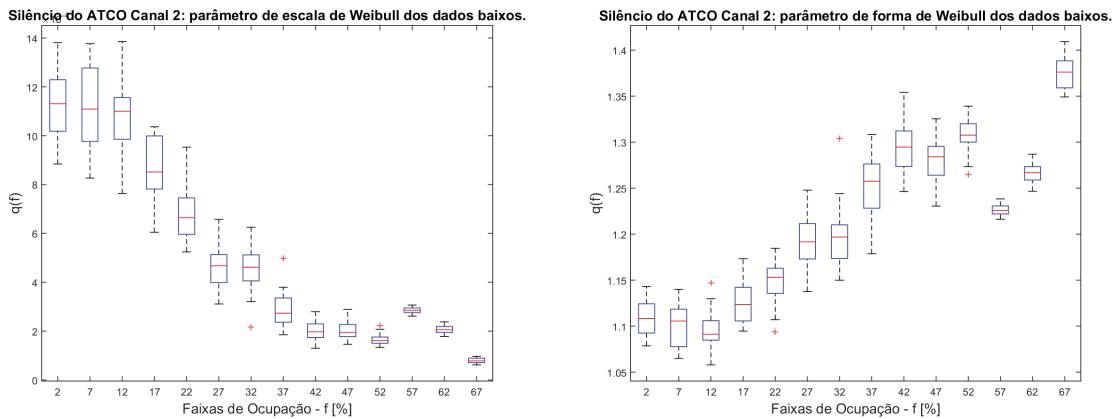 Silêncio do ATCO Canal 2: parâmetro de escala de Weibull dos dados baixos.
14
12
10
8
6
4
2
0
q(f)
2 7 12 17 22 27 32 37 42 47 52 57 62 67
Faixas de Ocupação - f [%]
Silêncio do ATCO Canal 2: parâmetro de forma de Weibull dos dados baixos.
1.4
1.35
1.3
1.25
1.2
1.15
1.1
1.05
q(f)
2 7 12 17 22 27 32 37 42 47 52 57 62 67
Faixas de Ocupação - f [%]